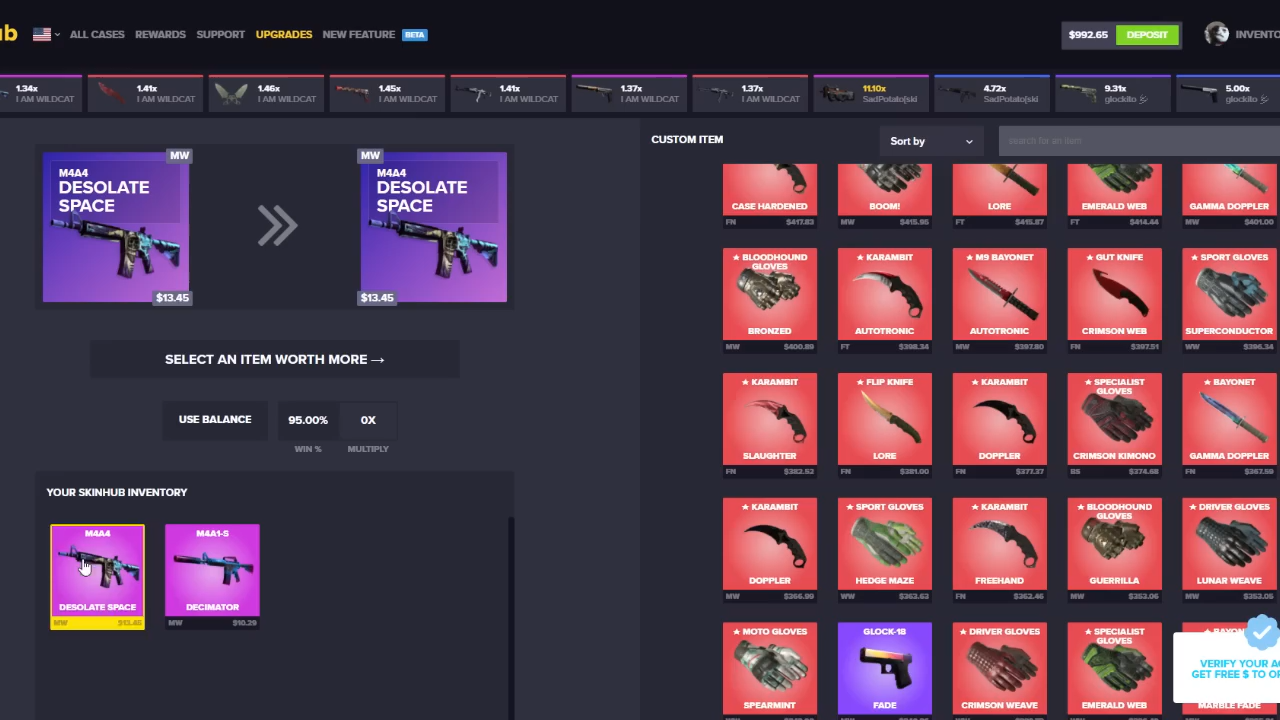 ub
ALL CASES REWARDS SUPPORT UPGRADES NEW FEATURE BETA
$992.65 DEPOSIT INVENTO
1.34x
I AM WILDCAT
1.41x
I AM WILDCAT
1.46x
I AM WILDCAT
1.45x
I AM WILDCAT
1.41x
I AM WILDCAT
1.37x
I AM WILDCAT
1.37x
I AM WILDCAT
11.10x
SadPotato[ski
4.72x
SadPotato[ski
9.31x
glockito
5.00x
glockito
MW
M4A4
DESOLATE
SPACE
$13.45
MW
M4A4
DESOLATE
SPACE
$13.45
SELECT AN ITEM WORTH MORE →
USE BALANCE
95.00% 0X
WIN % MULTIPLY
YOUR SKINHUB INVENTORY
M4A4
DESOLATE SPACE
MW $13.45
M4A1-S
DECIMATOR
MW $10.29
CUSTOM ITEM
Sort by
search for an item
CASE HARDENED
FN $417.83
BOOM!
MW $415.95
LORE
FT $415.87
EMERALD WEB
FT $414.44
GAMMA DOPPLER
MW $401.00
★ BLOODHOUND
GLOVES
BRONZED
MW $400.89
★ KARAMBIT
AUTOTRONIC
FT $398.34
★ M9 BAYONET
AUTOTRONIC
MW $397.80
★ GUT KNIFE
CRIMSON WEB
FN $397.51
★ SPORT GLOVES
SUPERCONDUCTOR
WW $396.34
★ KARAMBIT
SLAUGHTER
FN $382.52
★ FLIP KNIFE
LORE
FN $381.00
★ KARAMBIT
DOPPLER
FN $377.37
★ SPECIALIST
GLOVES
CRIMSON KIMONO
BS $374.68
★ BAYONET
GAMMA DOPPLER
FN $367.59
★ KARAMBIT
DOPPLER
MW $366.99
★ SPORT GLOVES
HEDGE MAZE
WW $363.63
★ KARAMBIT
FREEHAND
FN $362.46
★ BLOODHOUND
GLOVES
GUERRILLA
MW $353.06
★ DRIVER GLOVES
LUNAR WEAVE
MW $353.05
★ MOTO GLOVES
SPEARMINT
GLOCK-18
FADE
★ DRIVER GLOVES
CRIMSON WEAVE
★ SPECIALIST
GLOVES
EMERALD WEB
★ BAYONET
MARBLE FADE
VERIFY YOUR AC
GET FREE $ TO OP